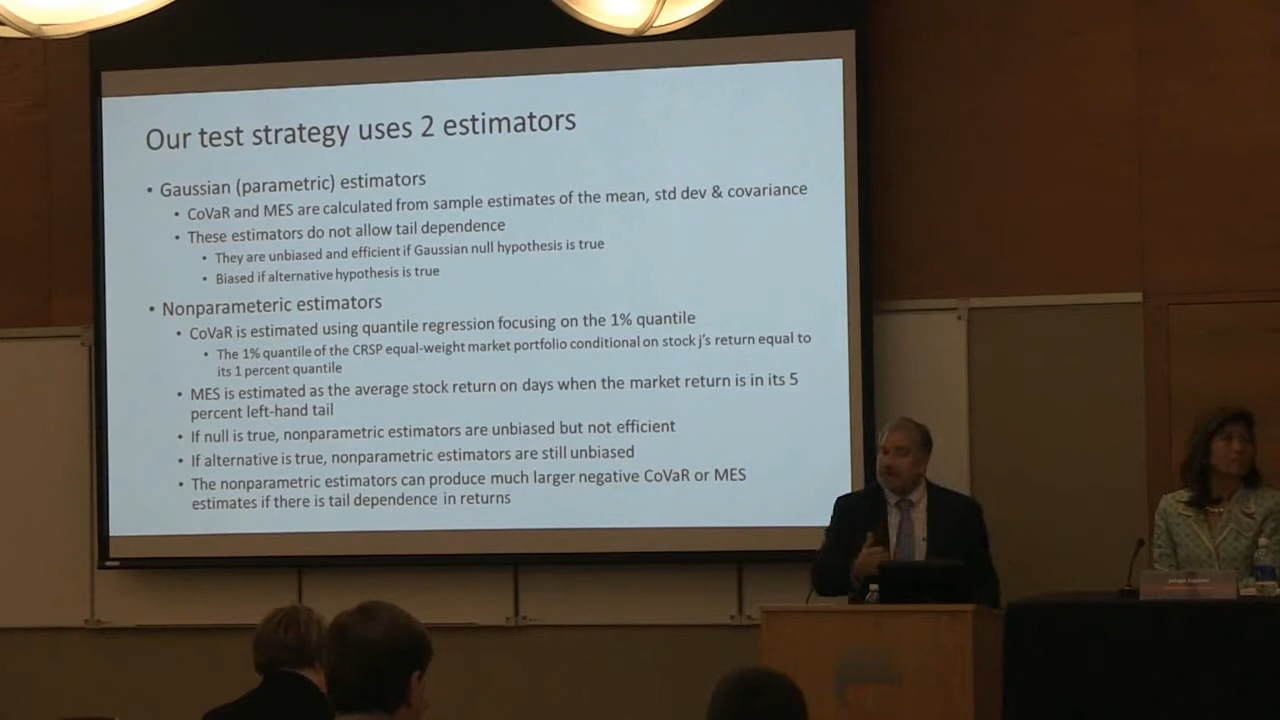 Our test strategy uses 2 estimators
• Gaussian (parametric) estimators
• CoVaR and MES are calculated from sample estimates of the mean, std dev & covariance
• These estimators do not allow tail dependence
• They are unbiased and efficient if Gaussian null hypothesis is true
• Biased if alternative hypothesis is true
• Nonparameteric estimators
• CoVaR is estimated using quantile regression focusing on the 1% quantile
• The 1% quantile of the CRSP equal-weight market portfolio conditional on stock j's return equal to
its 1 percent quantile
• MES is estimated as the average stock return on days when the market return is in its 5
percent left-hand tail
• If null is true, nonparametric estimators are unbiased but not efficient
• If alternative is true, nonparametric estimators are still unbiased
• The nonparametric estimators can produce much larger negative CoVaR or MES
estimates if there is tail dependence in returns